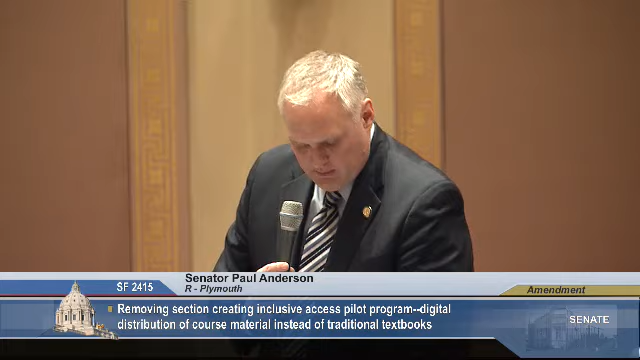 SF 2415
Senator Paul Anderson
R - Plymouth
Amendment
Removing section creating inclusive access pilot program--digital
distribution of course material instead of traditional textbooks
SENATE